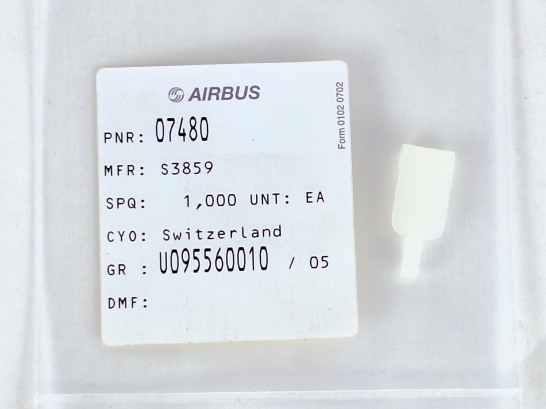 AIRBUS
Form 0102 0702
PNR: 07480
MFR: S3859
SPQ: 1,000 UNT: EA
CYO: Switzerland
GR : U095560010 / 05
DMF: